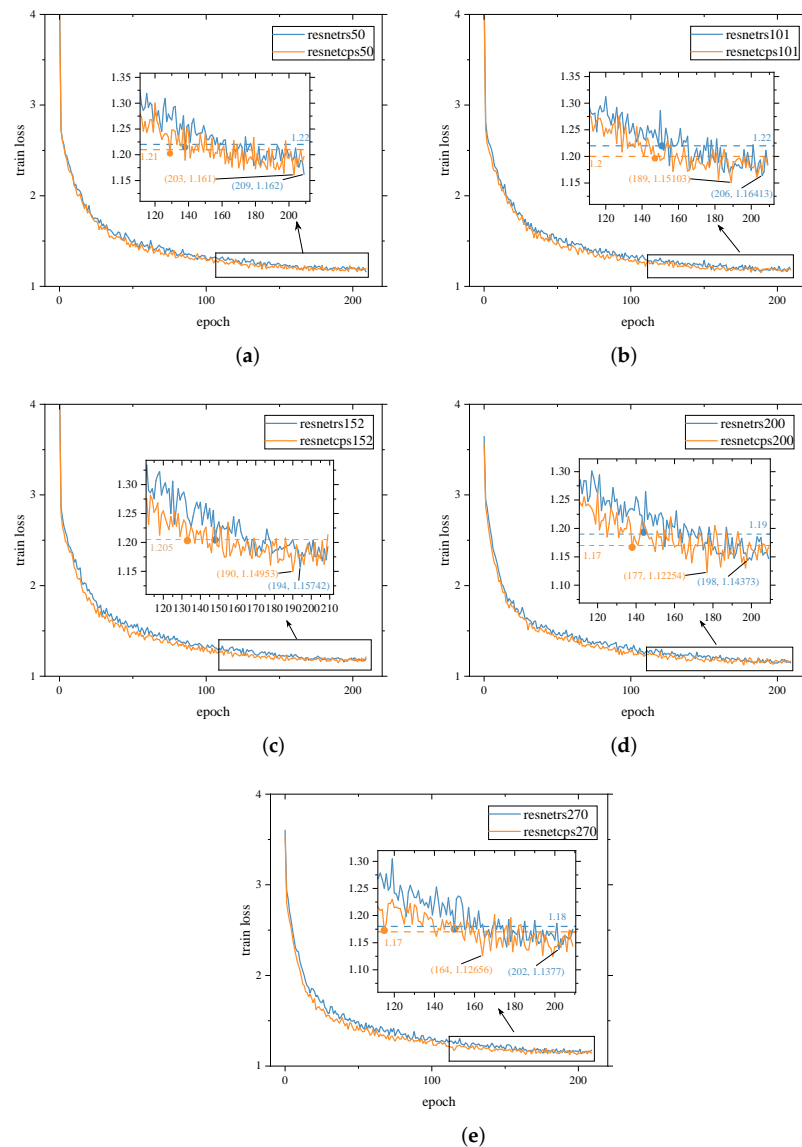 4
3
2
1
train loss
resnetrs50
resnetcps50
1.35
1.30
1.25
1.20
1.15
1.22
1.21
(203, 1.161)
(209, 1.162)
120 140 160 180 200
0 100 200
epoch
(a)
4
3
2
1
train loss
resnetrs101
resnetcps101
1.35
1.30
1.25
1.20
1.15
1.22
1.2
(189, 1.15103)
(206, 1.16413)
120 140 160 180 200
0 100 200
epoch
(b)
4
3
2
1
train loss
resnetrs152
resnetcps152
1.30
1.25
1.20
1.15
1.205
(190, 1.14953)
(194, 1.15742)
120 130 140 150 160 170 180 190 200 210
0 100 200
epoch
(c)
4
3
2
1
train loss
resnetrs200
resnetcps200
1.30
1.25
1.20
1.15
1.10
1.19
1.17
(177, 1.12254)
(198, 1.14373)
120 140 160 180 200
0 100 200
epoch
(d)
4
3
2
1
train loss
resnetrs270
resnetcps270
1.30
1.25
1.20
1.15
1.10
1.18
1.17
(164, 1.12656)
(202, 1.1377)
120 140 160 180 200
0 100 200
epoch
(e)